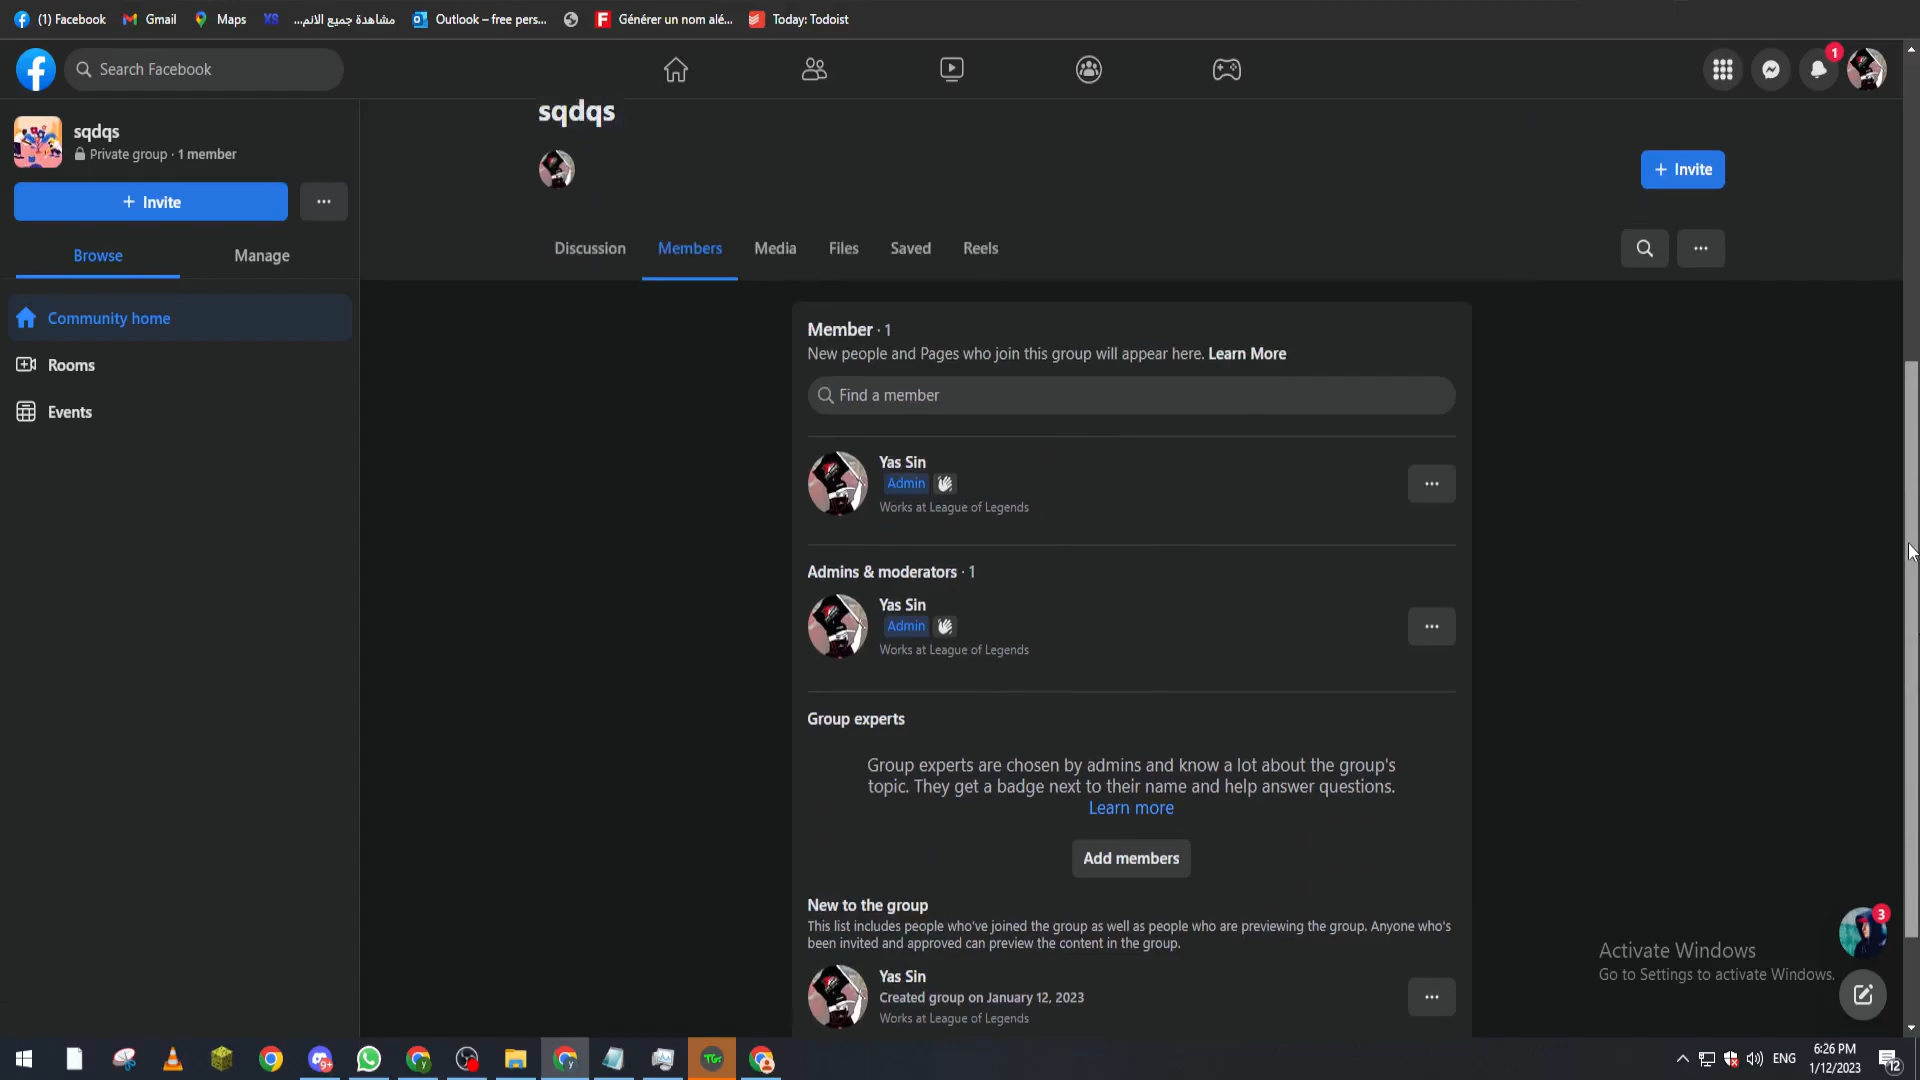 (1) Facebook
Gmail
Maps
مشاهدة جميع الانم...
Outlook – free pers...
Générer un nom alé...
Today: Todoist
Search Facebook
1
sqdqs
Private group · 1 member
+ Invite
Browse
Manage
Community home
Rooms
Events
sqdqs
+ Invite
Discussion
Members
Media
Files
Saved
Reels
Member · 1
New people and Pages who join this group will appear here. Learn More
Find a member
Yas Sin
Admin
Works at League of Legends
Admins & moderators · 1
Yas Sin
Admin
Works at League of Legends
Group experts
Group experts are chosen by admins and know a lot about the group's
topic. They get a badge next to their name and help answer questions.
Learn more
Add members
New to the group
This list includes people who've joined the group as well as people who are previewing the group. Anyone who's
been invited and approved can preview the content in the group.
Yas Sin
Created group on January 12, 2023
Works at League of Legends
3
Activate Windows
Go to Settings to activate Windows.
ENG
6:26 PM
1/12/2023
12